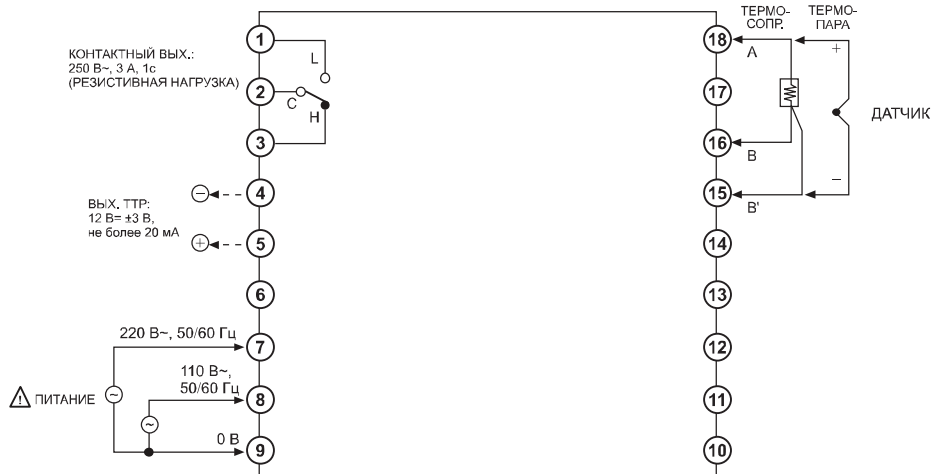 ТЕРМО-
СОПР.
ТЕРМО-
ПАРА
КОНТАКТНЫЙ ВЫХ.:
250 В~, 3 А, 1с
(РЕЗИСТИВНАЯ НАГРУЗКА)
1
L
2
C
H
3
ВЫХ. ТТР:
12 В= ±3 В,
не более 20 мА
−
4
+
5
6
220 В~, 50/60 Гц
7
110 В~,
50/60 Гц
8
⚠ ПИТАНИЕ
~
~
0 В
9
18
A
+
17
ДАТЧИК
16
B
−
15
B'
14
13
12
11
10